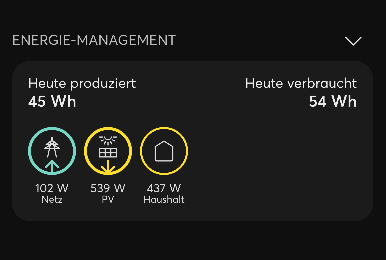 ENERGIE-MANAGEMENT
Heute produziert
45 Wh
Heute verbraucht
54 Wh
102 W
Netz
539 W
PV
437 W
Haushalt